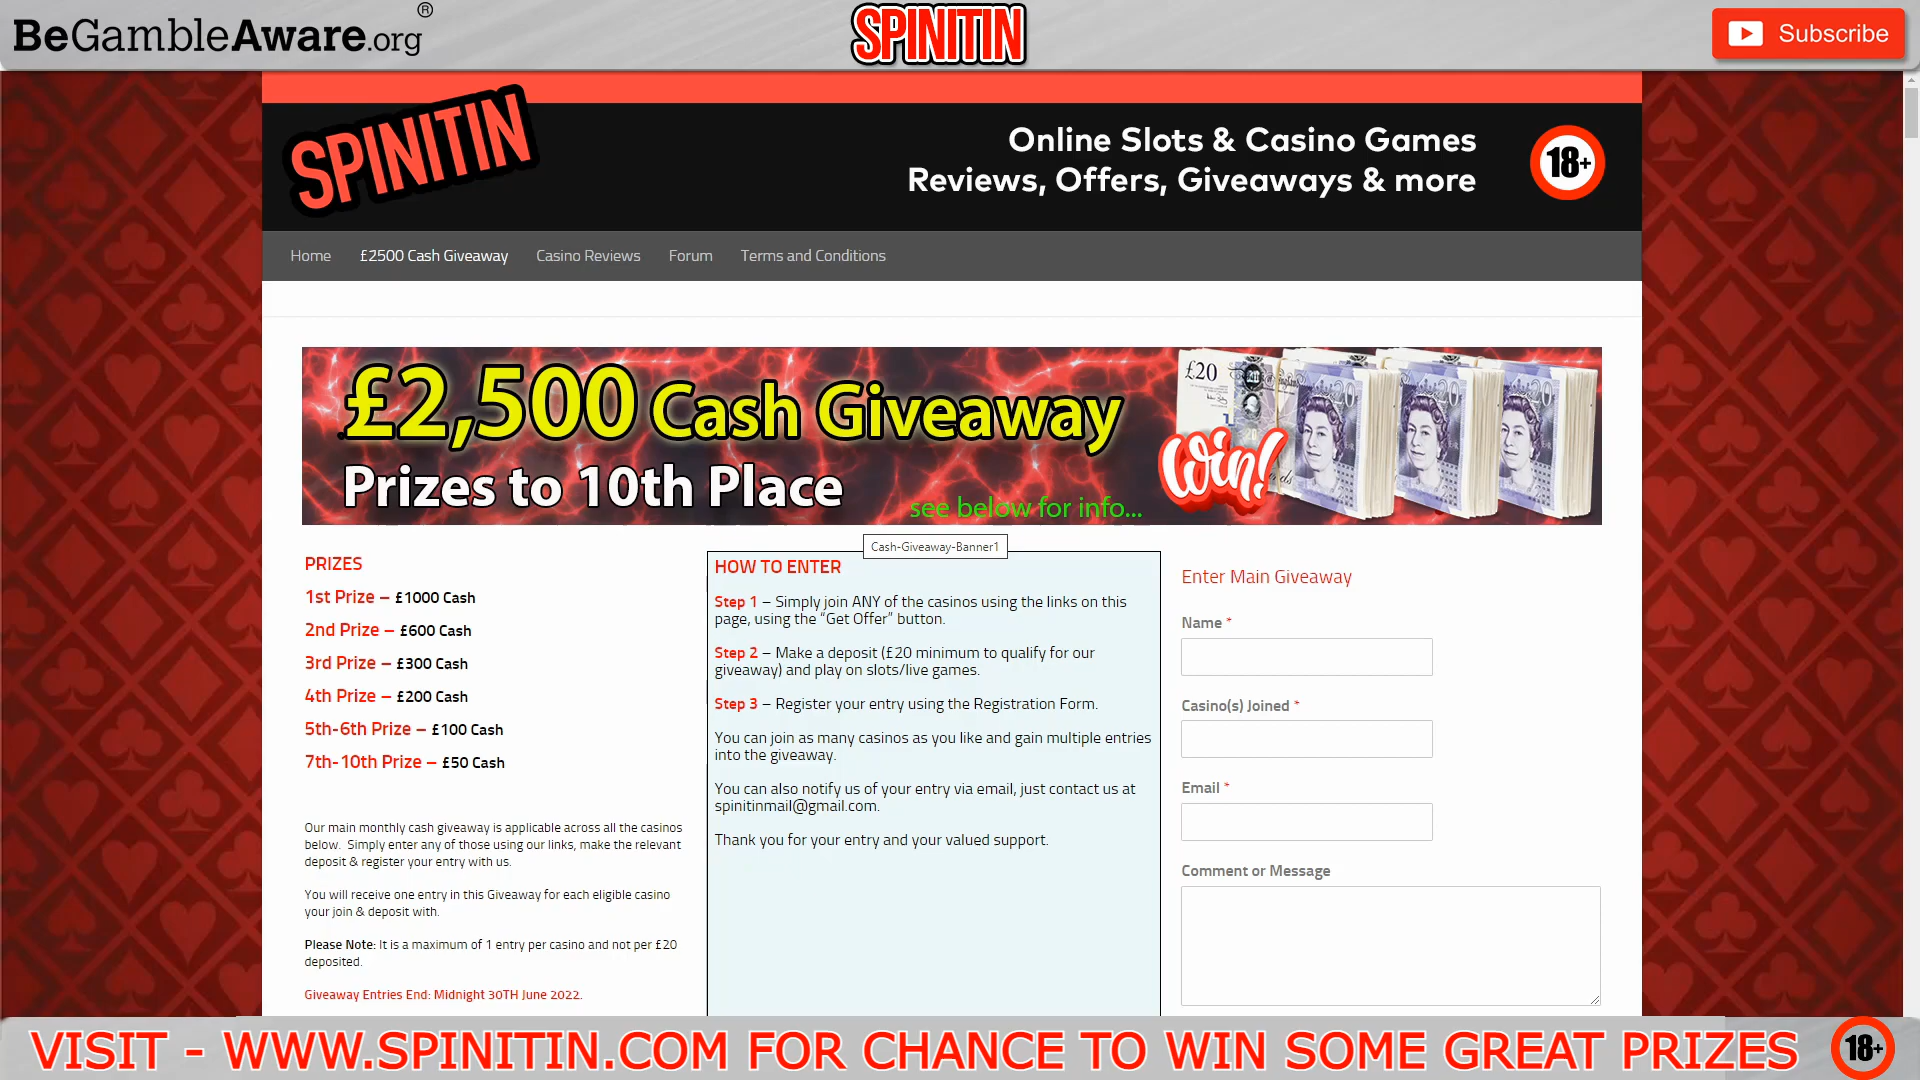 BeGambleAware.org®
SPINITIN
Subscribe
SPINITIN
Online Slots & Casino Games
Reviews, Offers, Giveaways & more
18+
Home
£2500 Cash Giveaway
Casino Reviews
Forum
Terms and Conditions
£2,500 Cash Giveaway
Prizes to 10th Place
see below for info...
£20
Win!
Cash-Giveaway-Banner1
PRIZES
1st Prize – £1000 Cash
2nd Prize – £600 Cash
3rd Prize – £300 Cash
4th Prize – £200 Cash
5th-6th Prize – £100 Cash
7th-10th Prize – £50 Cash
Our main monthly cash giveaway is applicable across all the casinos
below. Simply enter any of those using our links, make the relevant
deposit & register your entry with us.
You will receive one entry in this Giveaway for each eligible casino
your join & deposit with.
Please Note: It is a maximum of 1 entry per casino and not per £20
deposited.
Giveaway Entries End: Midnight 30TH June 2022.
HOW TO ENTER
Step 1 – Simply join ANY of the casinos using the links on this
page, using the “Get Offer” button.
Step 2 – Make a deposit (£20 minimum to qualify for our
giveaway) and play on slots/live games.
Step 3 – Register your entry using the Registration Form.
You can join as many casinos as you like and gain multiple entries
into the giveaway.
You can also notify us of your entry via email, just contact us at
spinitinmail@gmail.com.
Thank you for your entry and your valued support.
Enter Main Giveaway
Name *
Casino(s) Joined *
Email *
Comment or Message
VISIT - WWW.SPINITIN.COM FOR CHANCE TO WIN SOME GREAT PRIZES
18+